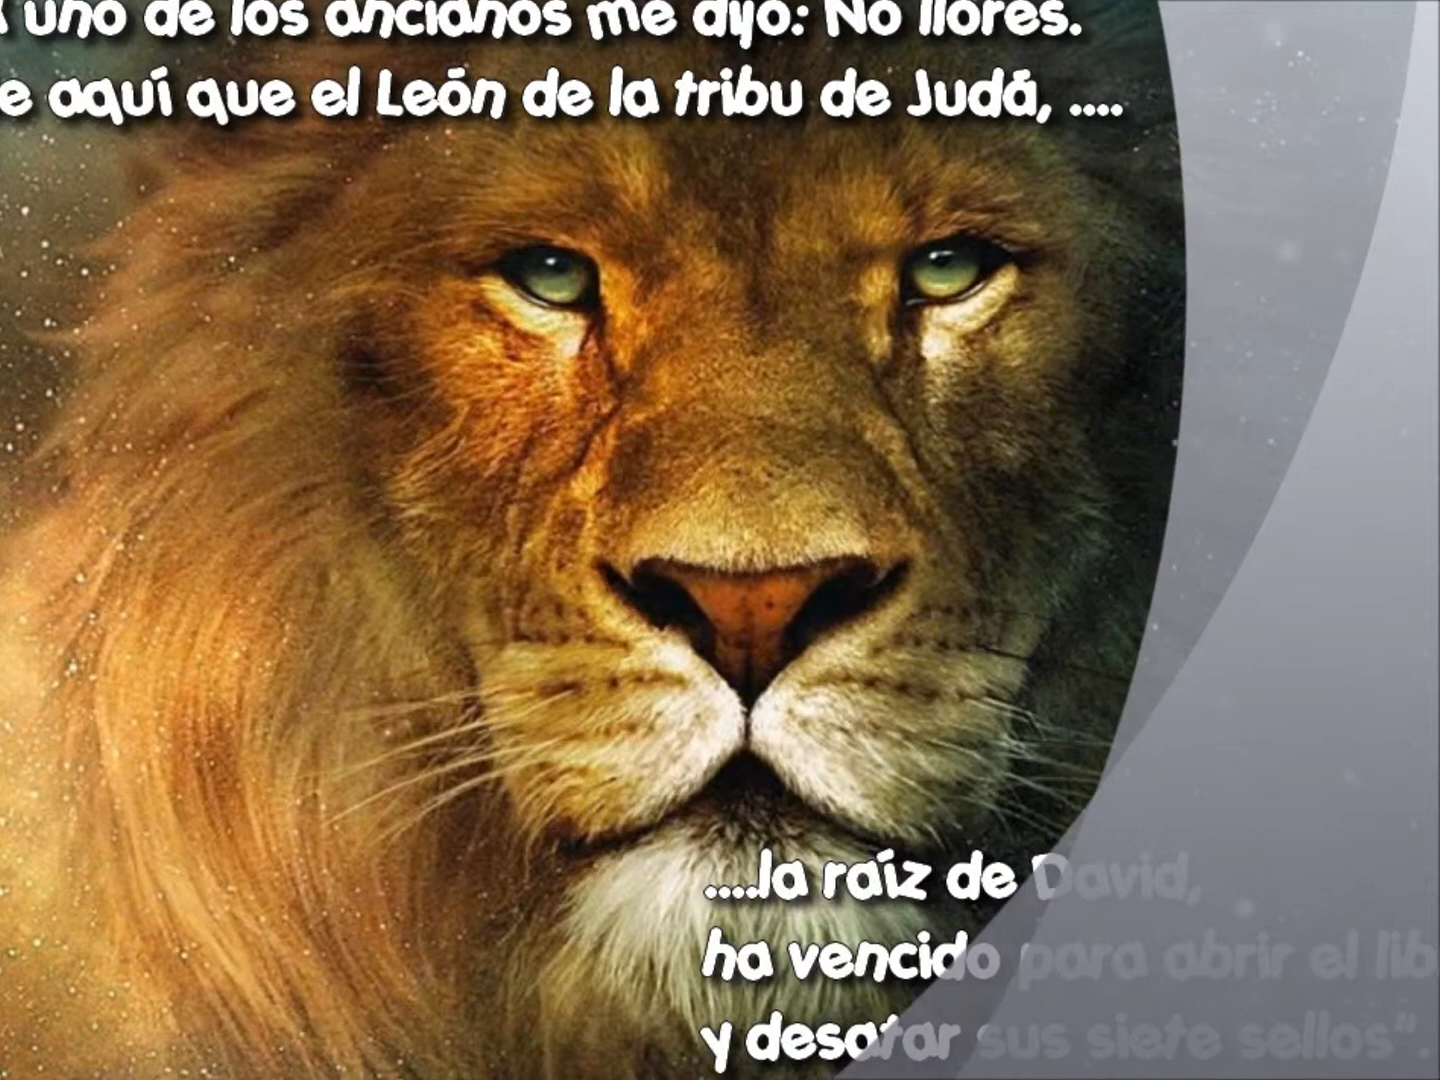 uno de los ancianos me dijo: No llores.
e aquí que el León de la tribu de Judá, ....
....la raíz de David,
ha vencido para abrir el lib
y desatar sus siete sellos”.